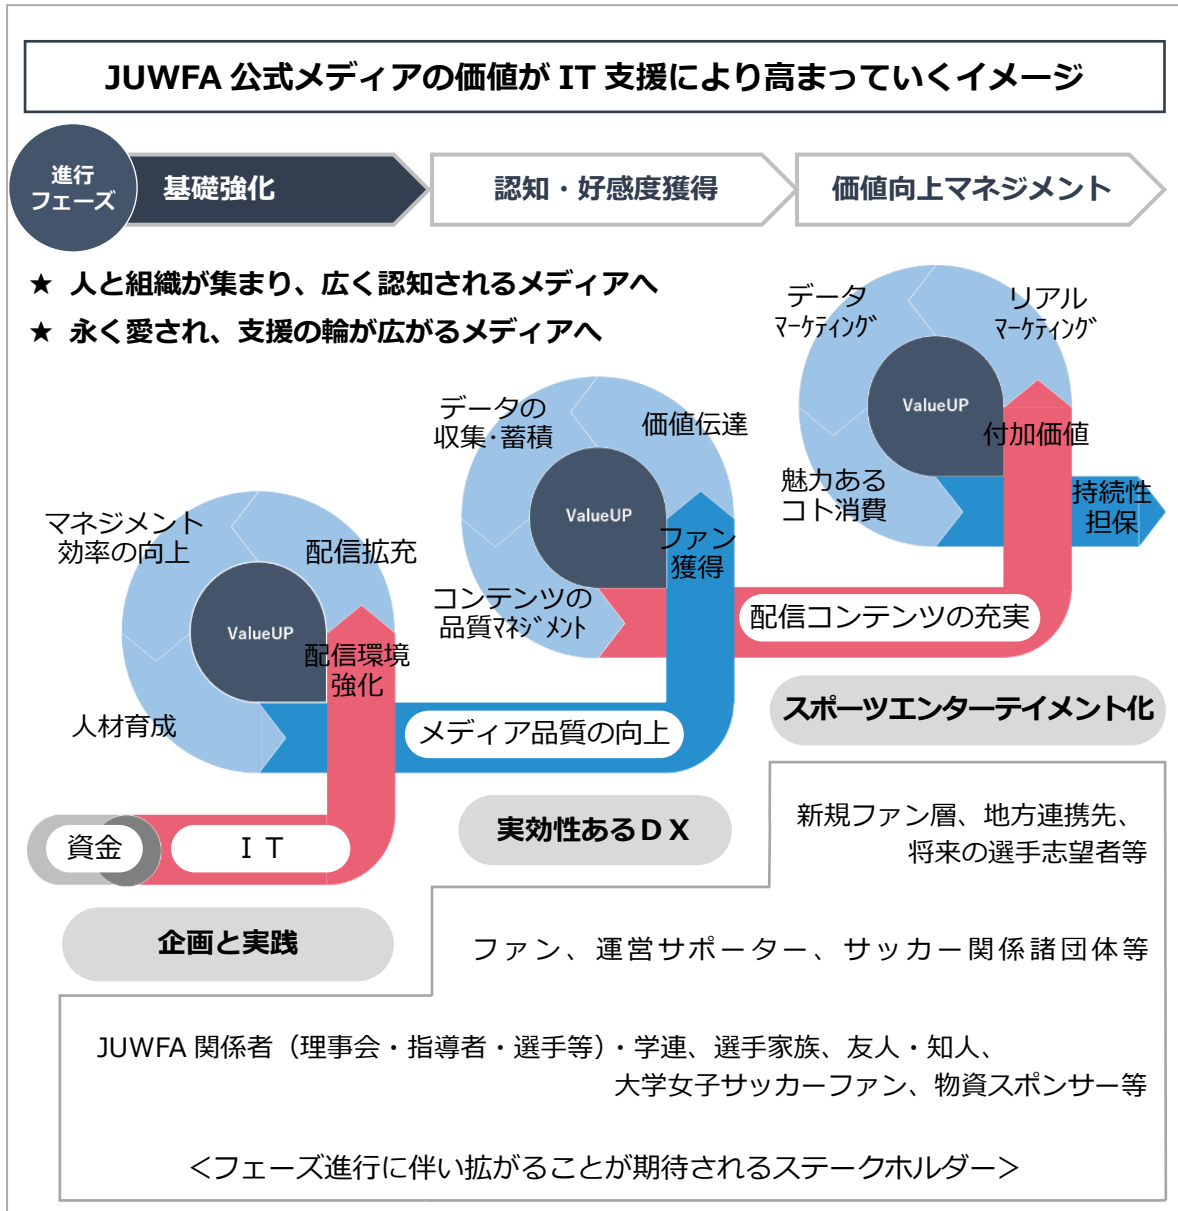 JUWFA 公式メディアの価値が IT 支援により高まっていくイメージ
進行
フェーズ
基礎強化
認知・好感度獲得
価値向上マネジメント
★ 人と組織が集まり、広く認知されるメディアへ
★ 永く愛され、支援の輪が広がるメディアへ
データ
ﾏｰｹﾃｨﾝｸﾞ
リアル
ﾏｰｹﾃｨﾝｸﾞ
ValueUP
付加価値
魅力ある
コト消費
持続性
担保
データの
収集･蓄積
価値伝達
ValueUP
ファン
獲得
コンテンツの
品質ﾏﾈｼﾞﾒﾝﾄ
配信コンテンツの充実
スポーツエンターテイメント化
マネジメント
効率の向上
配信拡充
ValueUP
配信環境
強化
人材育成
メディア品質の向上
実効性あるＤＸ
資金
ＩＴ
企画と実践
新規ファン層、地方連携先、
将来の選手志望者等
ファン、運営サポーター、サッカー関係諸団体等
JUWFA 関係者（理事会・指導者・選手等）・学連、選手家族、友人・知人、
大学女子サッカーファン、物資スポンサー等
＜フェーズ進行に伴い拡がることが期待されるステークホルダー＞